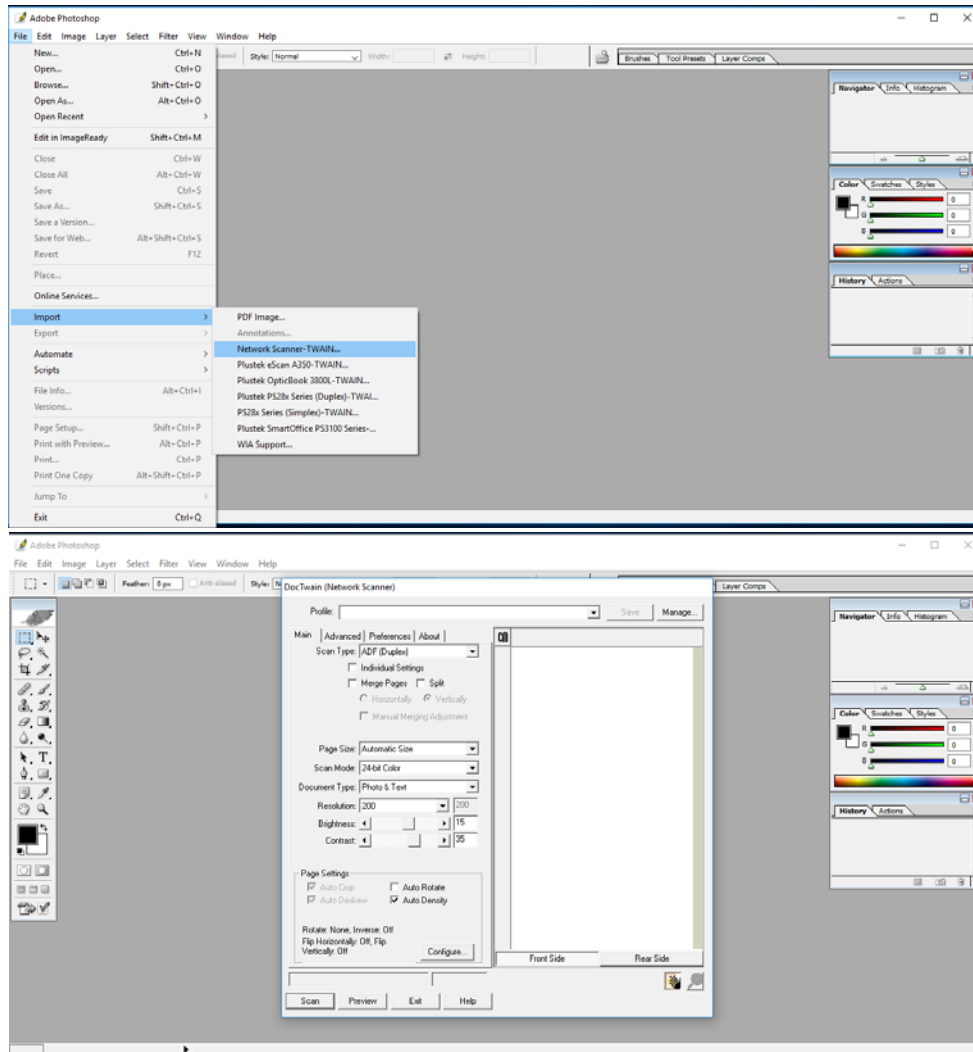 Adobe Photoshop
File Edit Image Layer Select Filter View Window Help
New... Ctrl+N
Open... Ctrl+O
Browse... Shift+Ctrl+O
Open As... Alt+Ctrl+O
Open Recent
Edit in ImageReady Shift+Ctrl+M
Close Ctrl+W
Close All Alt+Ctrl+W
Save Ctrl+S
Save As... Shift+Ctrl+S
Save a Version...
Save for Web... Alt+Shift+Ctrl+S
Revert F12
Place...
Online Services...
Import
Export
Automate
Scripts
File Info... Alt+Ctrl+I
Versions...
Page Setup... Shift+Ctrl+P
Print with Preview... Alt+Ctrl+P
Print... Ctrl+P
Print One Copy Alt+Shift+Ctrl+P
Jump To
Exit Ctrl+Q
PDF Image...
Annotations...
Network Scanner-TWAIN...
Plustek eScan A350-TWAIN...
Plustek OpticBook 3800L-TWAIN...
Plustek PS28x Series (Duplex)-TWAI...
PS28x Series (Simplex)-TWAIN...
Plustek SmartOffice PS3100 Series-...
WIA Support...
Style: Normal Width: Height:
Brushes Tool Presets Layer Comps
Navigator Info Histogram
Color Swatches Styles
R 0
G 0
B 0
History Actions
Adobe Photoshop
File Edit Image Layer Select Filter View Window Help
Feather: 0 px Anti-aliased Style:
Layer Comps
DocTwain (Network Scanner)
Profile: Save Manage...
Main Advanced Preferences About
Scan Type: ADF (Duplex)
Individual Settings
Merge Pages Split
Horizontally Vertically
Manual Merging Adjustment
Page Size: Automatic Size
Scan Mode: 24-bit Color
Document Type: Photo & Text
Resolution: 200 200
Brightness: 15
Contrast: 35
Page Settings
Auto Crop Auto Rotate
Auto Deskew Auto Density
Rotate: None, Inverse: Off
Flip Horizontally: Off, Flip
Vertically: Off
Configure...
Front Side Rear Side
Scan Preview Exit Help
Navigator Info Histogram
Color Swatches Styles
R 0
G 0
B 0
History Actions